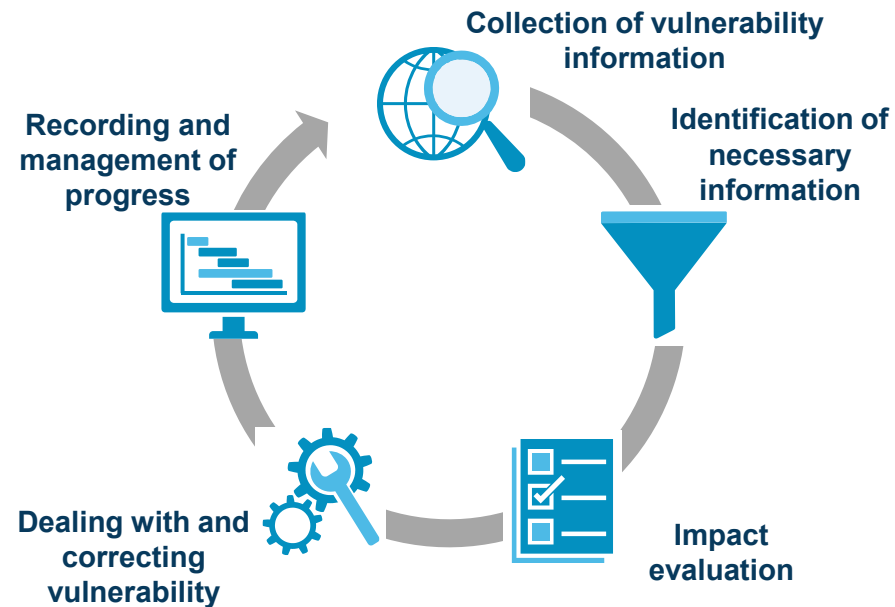 Collection of vulnerability
information
Identification of
necessary
information
Impact
evaluation
Dealing with and
correcting
vulnerability
Recording and
management of
progress